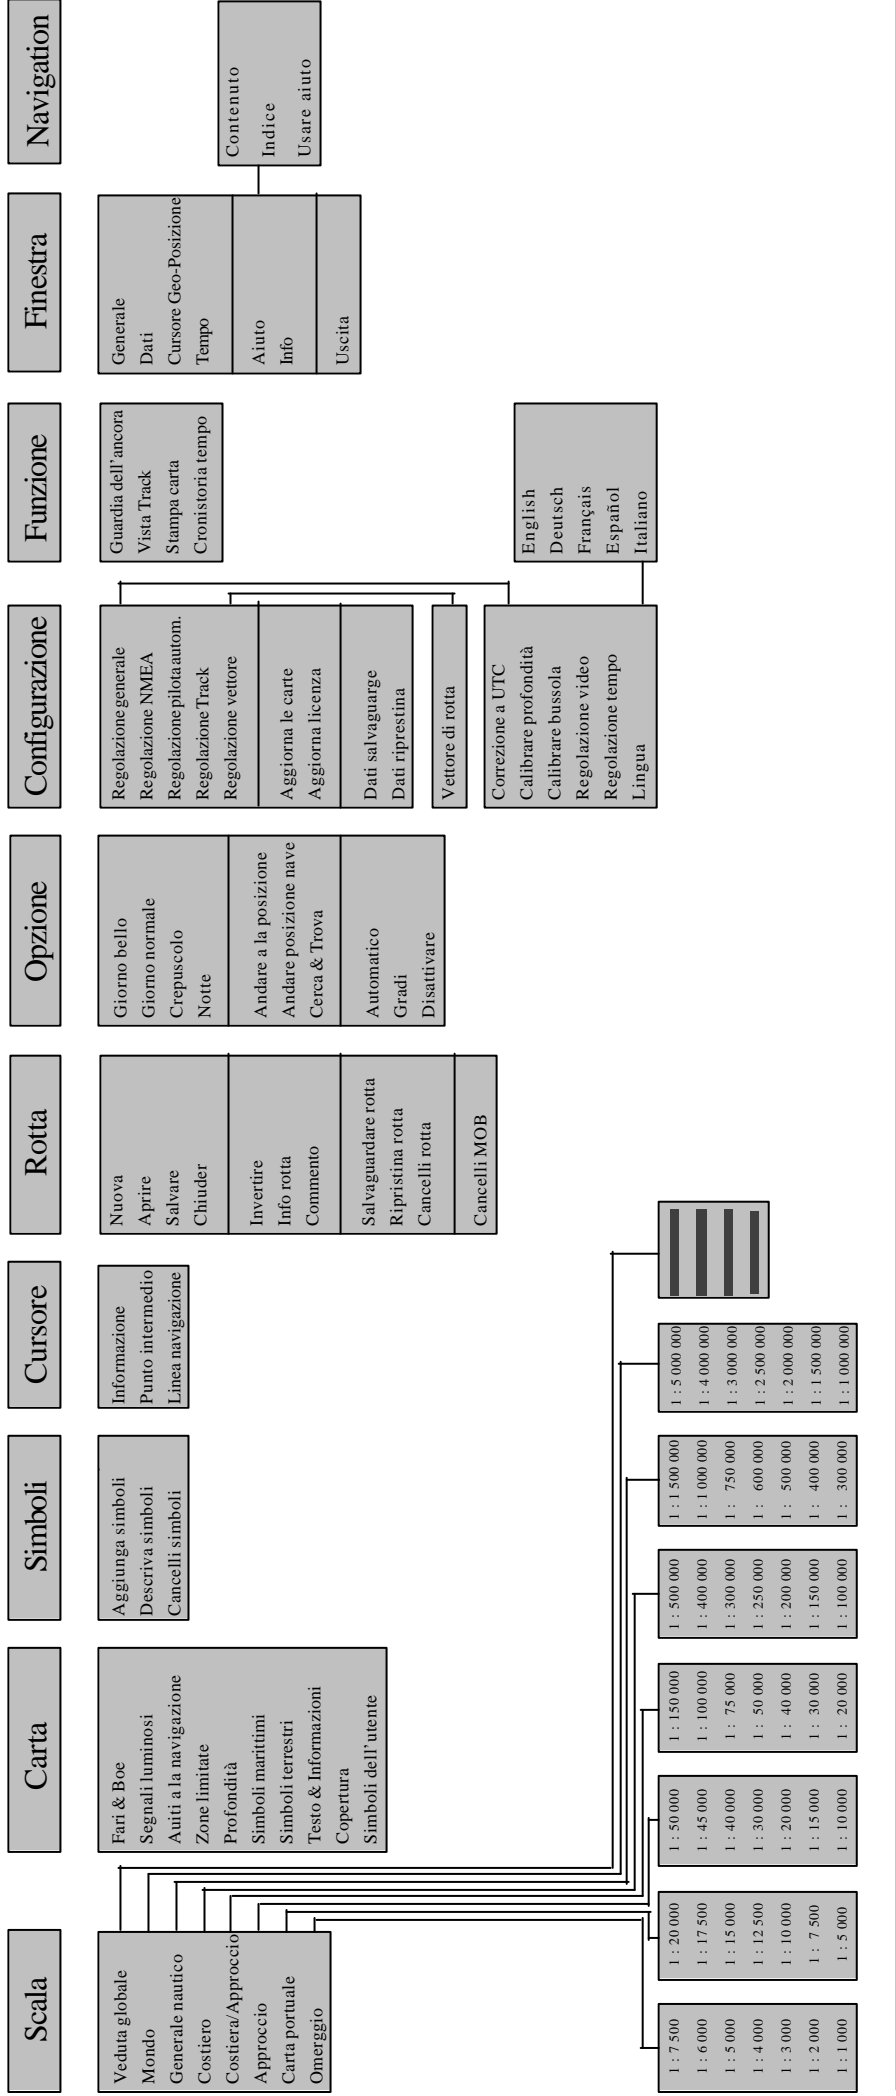 Scala
Carta
Simboli
Cursore
Rotta
Opzione
Configurazione
Funzione
Finestra
Navigation
Veduta globale
Mondo
Generale nautico
Costiero
Costiera/Approccio
Approccio
Carta portuale
Omerggio
Fari & Boe
Segnali luminosi
Auiti a la navigazione
Zone limitate
Profondità
Simboli marittimi
Simboli terrestri
Testo & Informazioni
Copertura
Simboli dell'utente
Aggiunga simboli
Descriva simboli
Cancelli simboli
Informazione
Punto intermedio
Linea navigazione
Nuova
Aprire
Salvare
Chiuder
Invertire
Info rotta
Commento
Salvaguardare rotta
Ripristina rotta
Cancelli rotta
Cancelli MOB
Giorno bello
Giorno normale
Crepuscolo
Notte
Andare a la posizione
Andare posizione nave
Cerca & Trova
Automatico
Gradi
Disattivare
Regolazione generale
Regolazione NMEA
Regolazione pilota autom.
Regolazione Track
Regolazione vettore
Aggiorna le carte
Aggiorna licenza
Dati salvaguarge
Dati riprestina
Vettore di rotta
Correzione a UTC
Calibrare profondità
Calibrare bussola
Regolazione video
Regolazione tempo
Lingua
Guardia dell'ancora
Vista Track
Stampa carta
Cronistoria tempo
English
Deutsch
Français
Español
Italiano
Generale
Dati
Cursore Geo-Posizione
Tempo
Aiuto
Info
Uscita
Contenuto
Indice
Usare aiuto
1 : 7 500
1 : 6 000
1 : 5 000
1 : 4 000
1 : 3 000
1 : 2 000
1 : 1 000
1 : 20 000
1 : 17 500
1 : 15 000
1 : 12 500
1 : 10 000
1 : 7 500
1 : 5 000
1 : 50 000
1 : 45 000
1 : 40 000
1 : 30 000
1 : 20 000
1 : 15 000
1 : 10 000
1 : 150 000
1 : 100 000
1 : 75 000
1 : 50 000
1 : 40 000
1 : 30 000
1 : 20 000
1 : 500 000
1 : 400 000
1 : 300 000
1 : 250 000
1 : 200 000
1 : 150 000
1 : 100 000
1 : 1 500 000
1 : 1 000 000
1 : 750 000
1 : 600 000
1 : 500 000
1 : 400 000
1 : 300 000
1 : 5 000 000
1 : 4 000 000
1 : 3 000 000
1 : 2 500 000
1 : 2 000 000
1 : 1 500 000
1 : 1 000 000